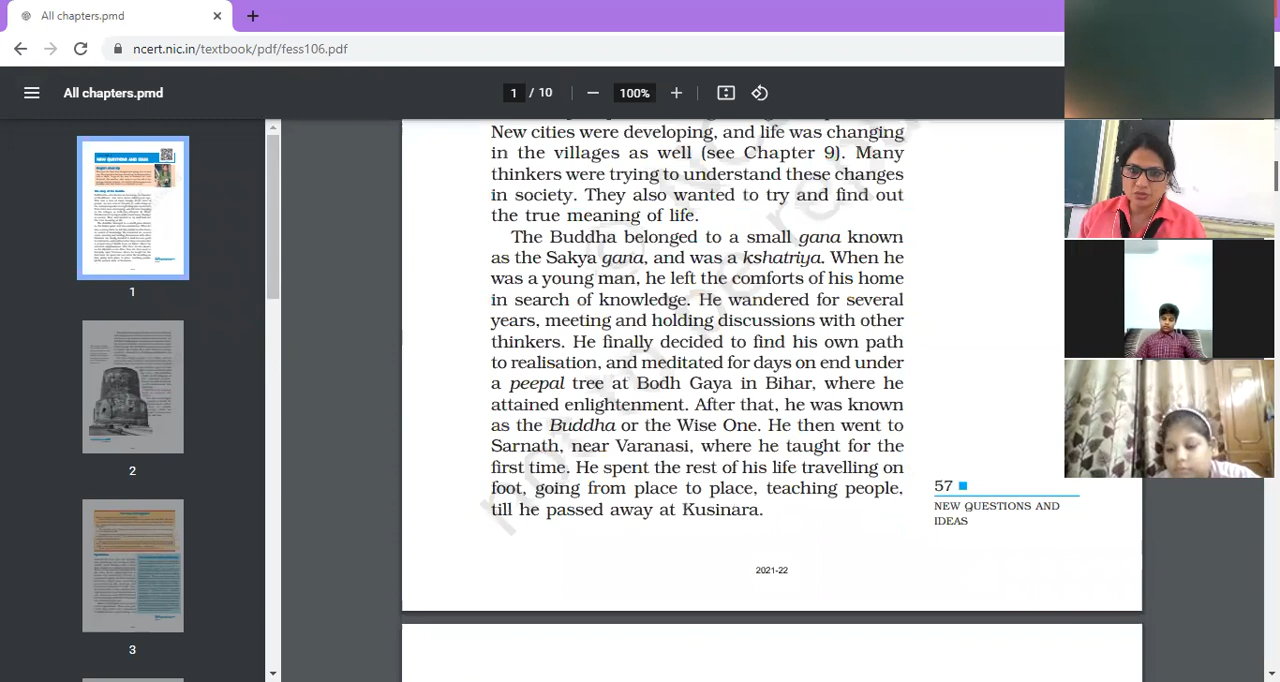 All chapters.pmd
ncert.nic.in/textbook/pdf/fess106.pdf
All chapters.pmd
1 / 10
100%
NEW QUESTIONS AND IDEAS
1
2
3
New cities were developing, and life was changing
in the villages as well (see Chapter 9). Many
thinkers were trying to understand these changes
in society. They also wanted to try and find out
the true meaning of life.
The Buddha belonged to a small gana known
as the Sakya gana, and was a kshatriya. When he
was a young man, he left the comforts of his home
in search of knowledge. He wandered for several
years, meeting and holding discussions with other
thinkers. He finally decided to find his own path
to realisation, and meditated for days on end under
a peepal tree at Bodh Gaya in Bihar, where he
attained enlightenment. After that, he was known
as the Buddha or the Wise One. He then went to
Sarnath, near Varanasi, where he taught for the
first time. He spent the rest of his life travelling on
foot, going from place to place, teaching people,
till he passed away at Kusinara.
57
NEW QUESTIONS AND
IDEAS
2021-22